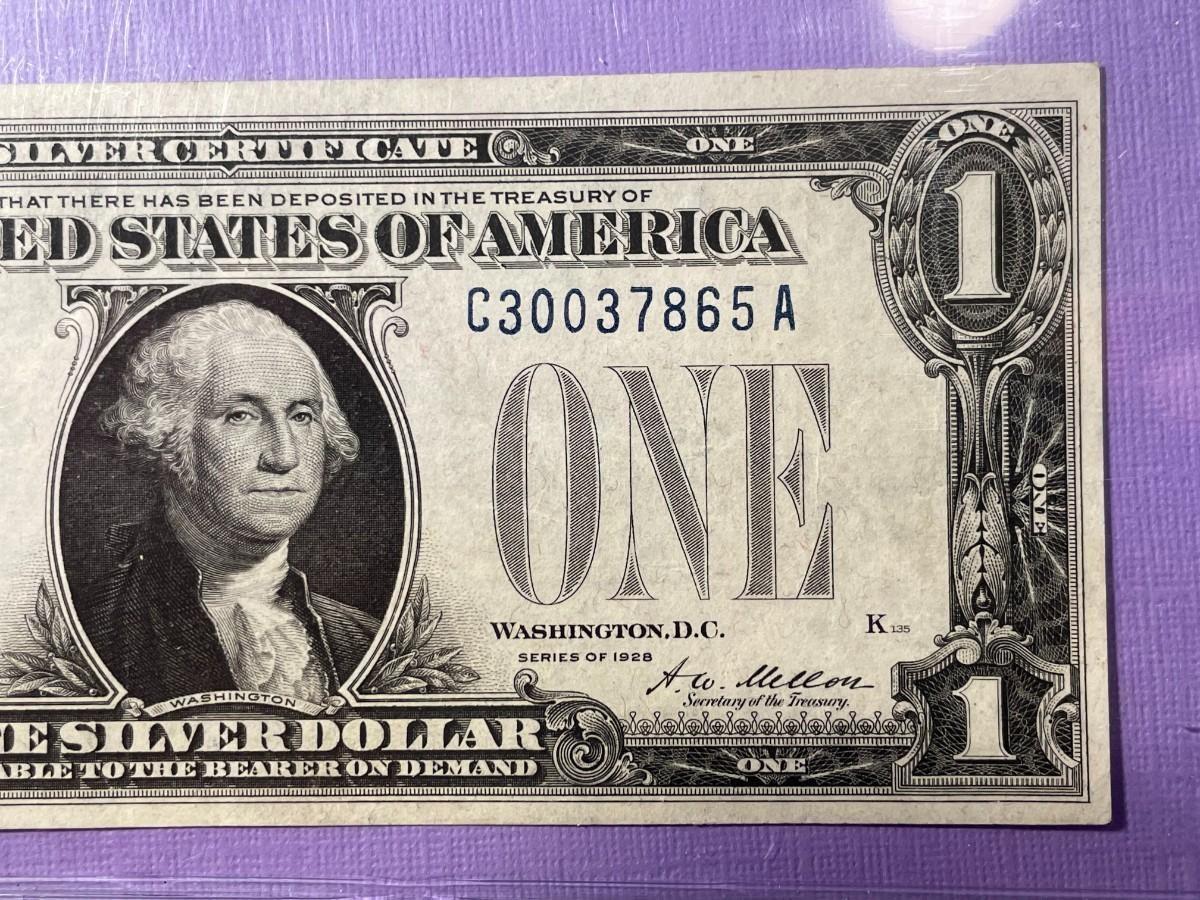 SILVER CERTIFICATE ONE ONE
THAT THERE HAS BEEN DEPOSITED IN THE TREASURY OF
ED STATES OF AMERICA
1
C30037865A
ONE
ONE
WASHINGTON, D.C.
K 135
SERIES OF 1928
A. W. Mellon
Secretary of the Treasury.
WASHINGTON
E SILVER DOLLAR
1
ABLE TO THE BEARER ON DEMAND
ONE